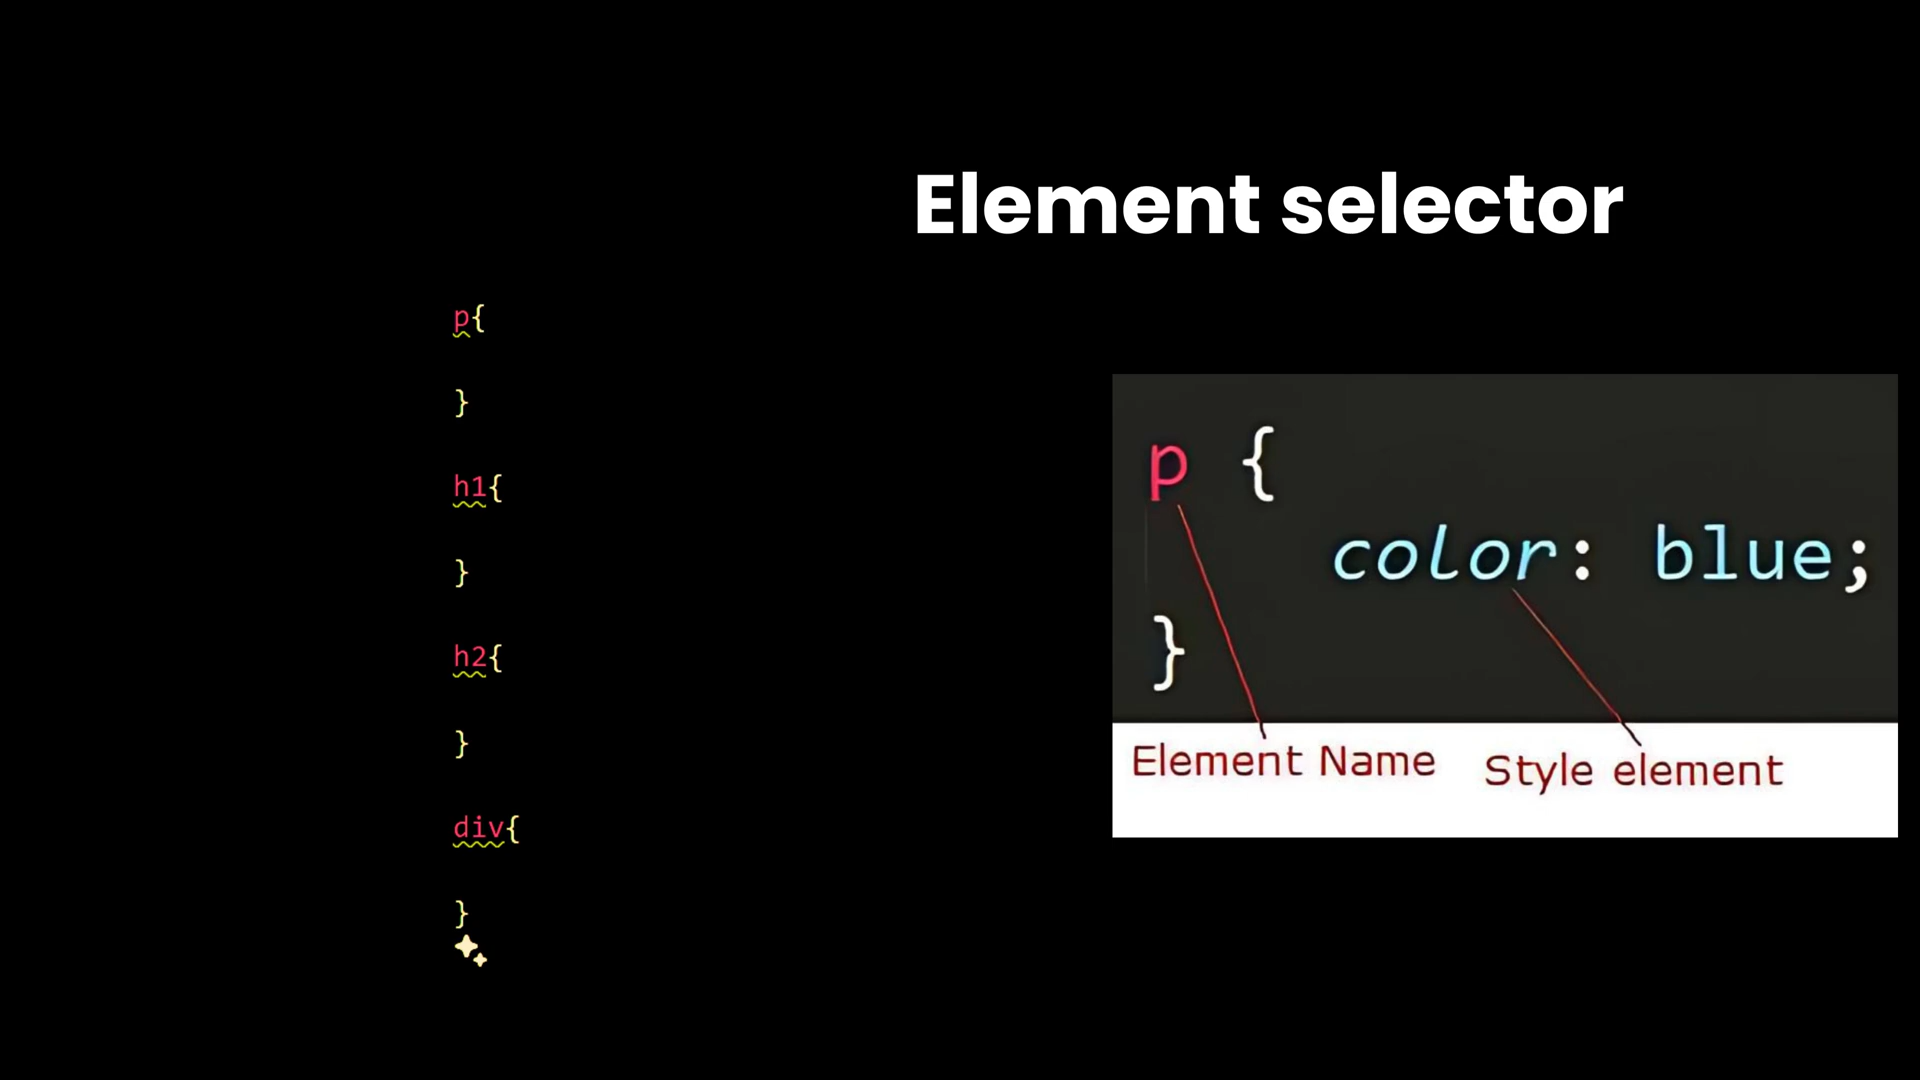 Element selector
p{
}
h1{
}
h2{
}
div{
}
p {
color: blue;
}
Element Name
Style element